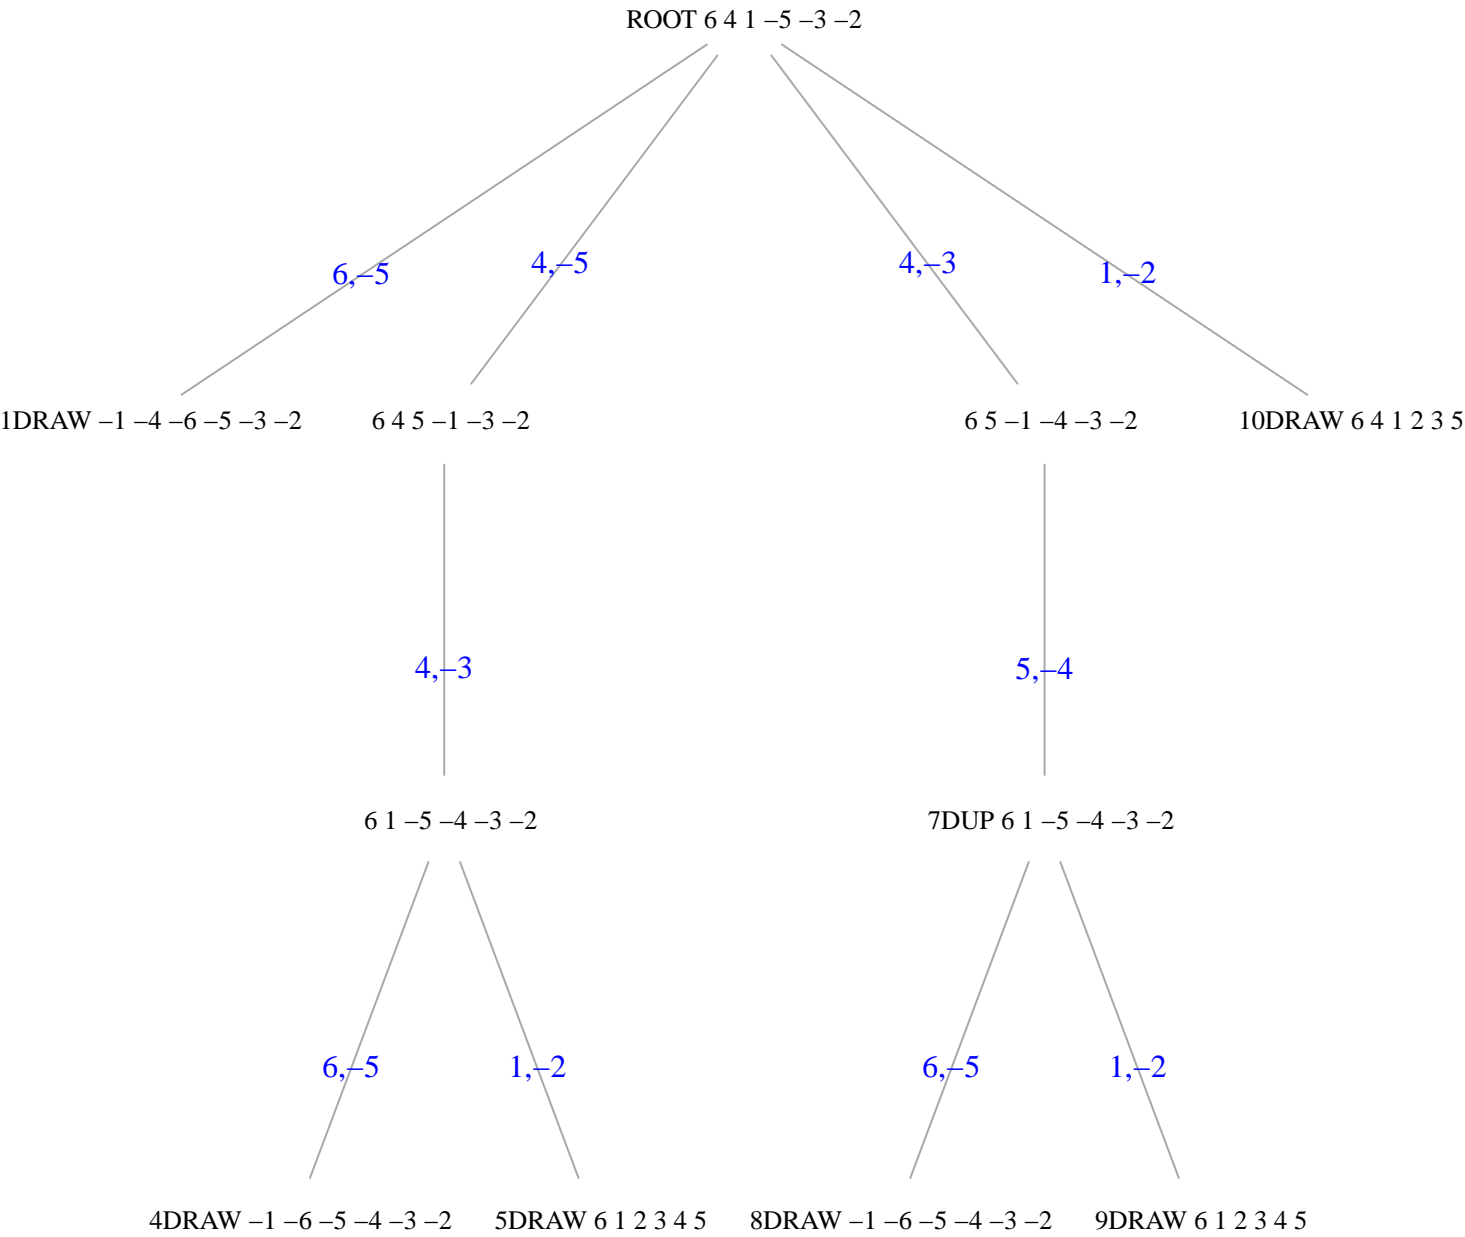 ROOT 6 4 1 –5 –3 –2
6,–5
4,–5
4,–3
1,–2
1DRAW –1 –4 –6 –5 –3 –2
6 4 5 –1 –3 –2
6 5 –1 –4 –3 –2
10DRAW 6 4 1 2 3 5
4,–3
5,–4
6 1 –5 –4 –3 –2
7DUP 6 1 –5 –4 –3 –2
6,–5
1,–2
6,–5
1,–2
4DRAW –1 –6 –5 –4 –3 –2
5DRAW 6 1 2 3 4 5
8DRAW –1 –6 –5 –4 –3 –2
9DRAW 6 1 2 3 4 5